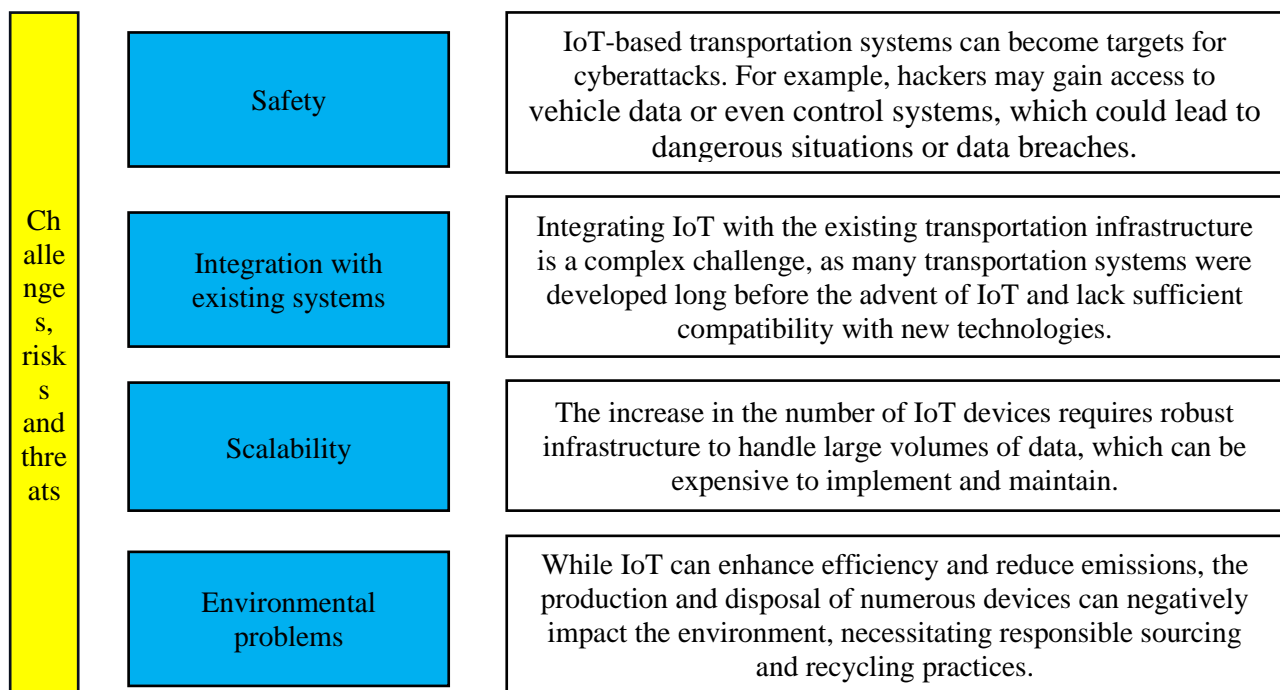 Ch
alle
nge
s,
risk
s
and
thre
ats
Safety
IoT-based transportation systems can become targets for
cyberattacks. For example, hackers may gain access to
vehicle data or even control systems, which could lead to
dangerous situations or data breaches.
Integration with
existing systems
Integrating IoT with the existing transportation infrastructure
is a complex challenge, as many transportation systems were
developed long before the advent of IoT and lack sufficient
compatibility with new technologies.
Scalability
The increase in the number of IoT devices requires robust
infrastructure to handle large volumes of data, which can be
expensive to implement and maintain.
Environmental
problems
While IoT can enhance efficiency and reduce emissions, the
production and disposal of numerous devices can negatively
impact the environment, necessitating responsible sourcing
and recycling practices.